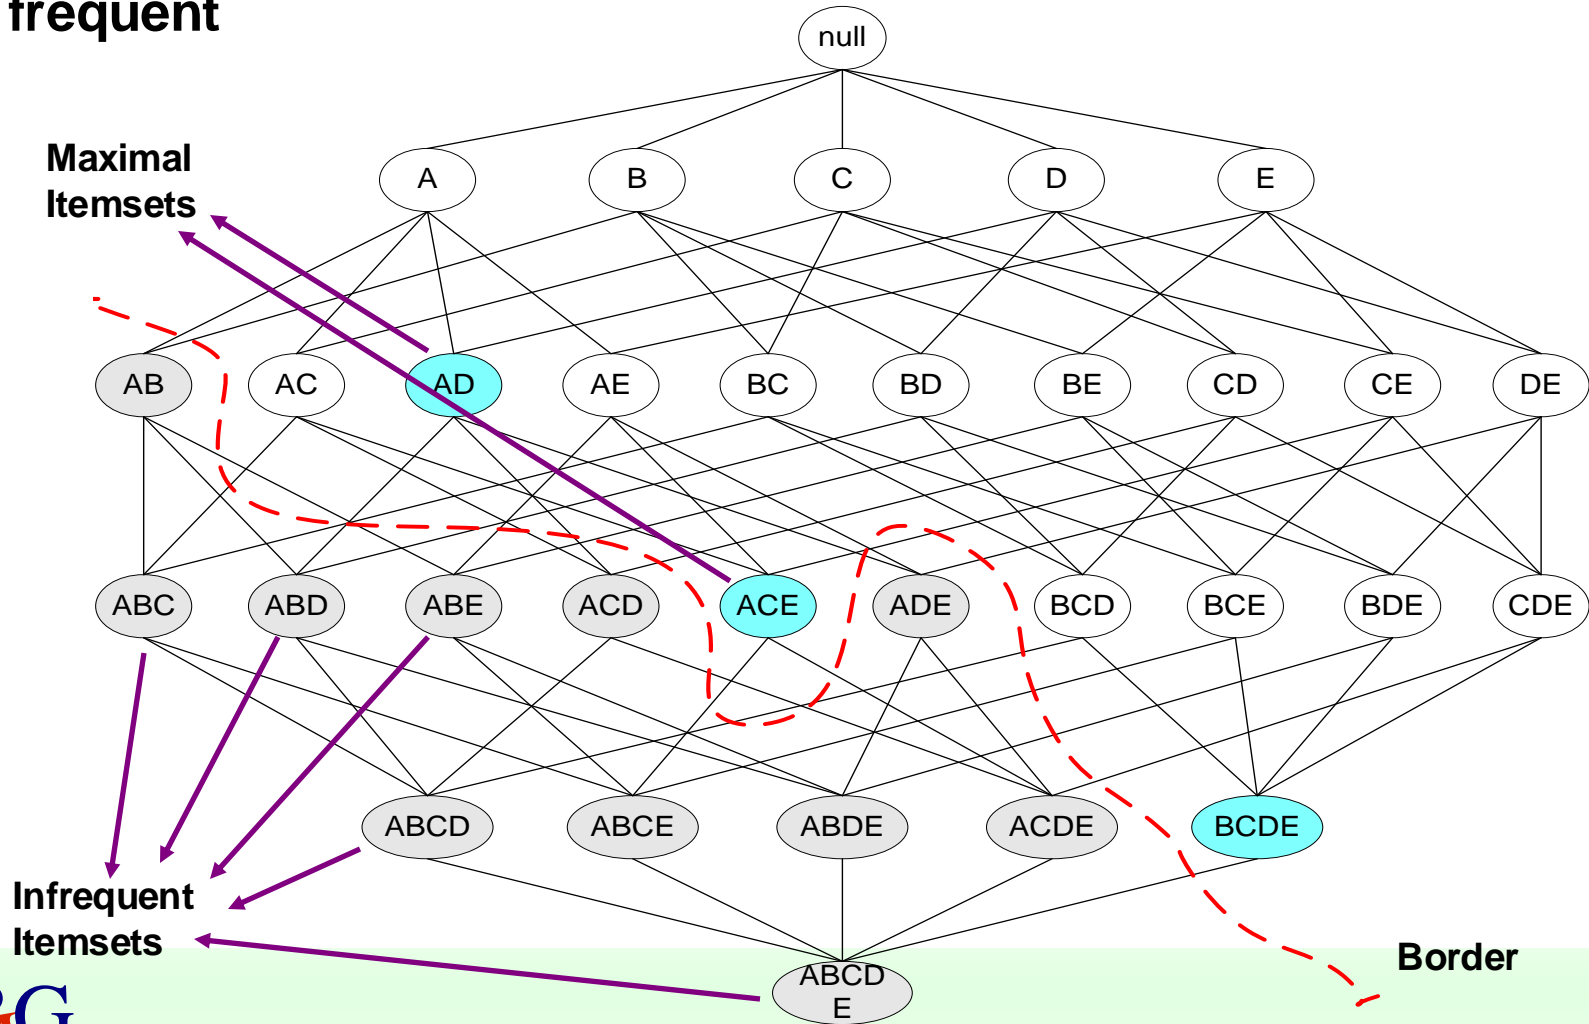 frequent
null
Maximal
Itemsets
A B C D E
AB AC AD AE BC BD BE CD CE DE
ABC ABD ABE ACD ACE ADE BCD BCE BDE CDE
ABCD ABCE ABDE ACDE BCDE
Infrequent
Itemsets
Border
ABCD
E
G